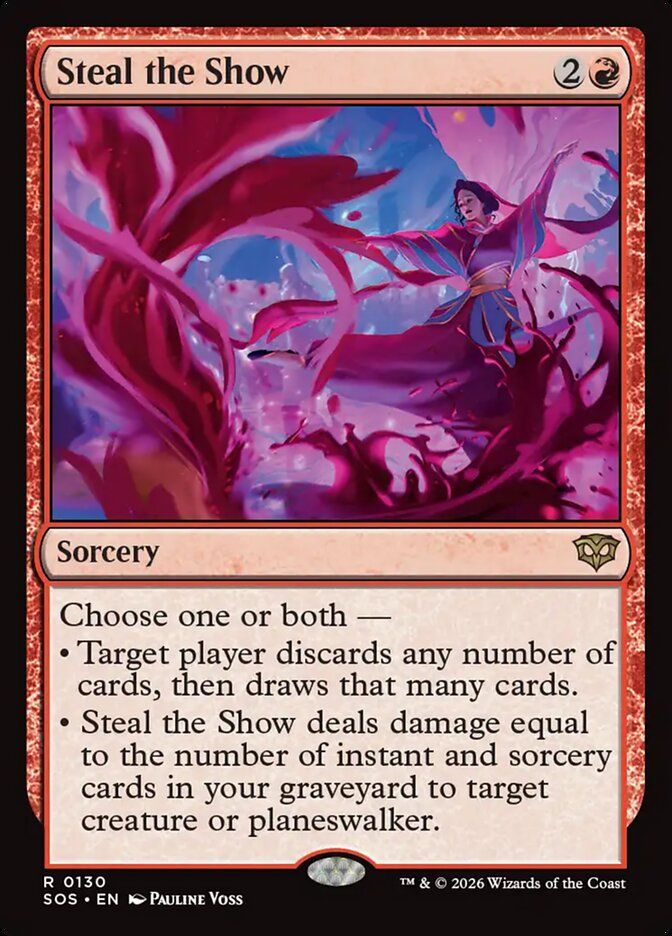 Steal the Show 2
Sorcery
Choose one or both —
• Target player discards any number of
cards, then draws that many cards.
• Steal the Show deals damage equal
to the number of instant and sorcery
cards in your graveyard to target
creature or planeswalker.
R 0130
SOS • EN Pauline Voss
™ & © 2026 Wizards of the Coast